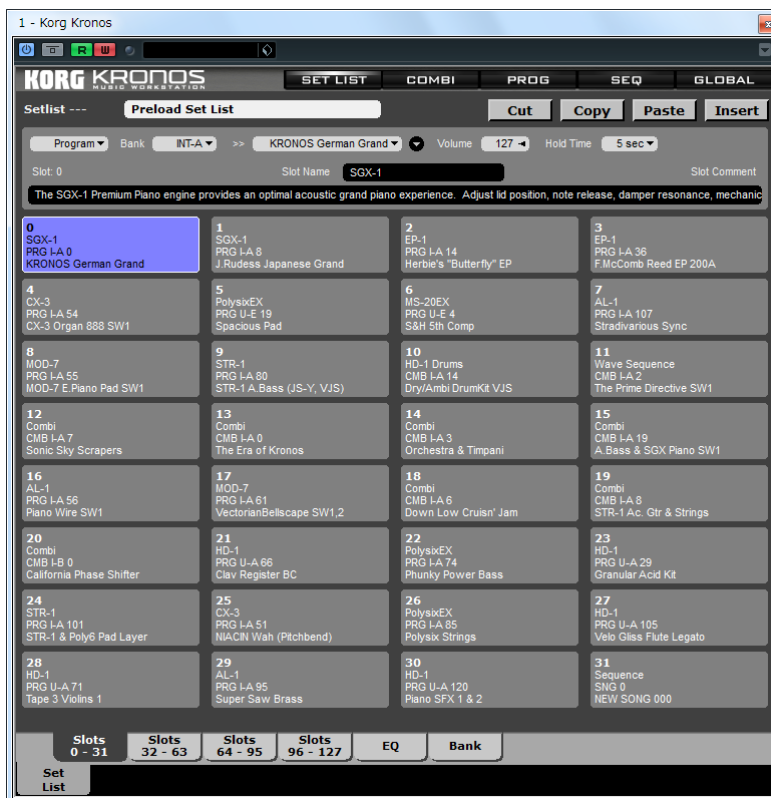 1 - Korg Kronos
R W
KORG KRONOS SET LIST COMBI PROG SEQ GLOBAL
MUSIC WORKSTATION
Setlist --- Preload Set List Cut Copy Paste Insert
Program Bank INT-A >> KRONOS German Grand Volume 127 Hold Time 5 sec
Slot: 0 Slot Name SGX-1 Slot Comment
The SGX-1 Premium Piano engine provides an optimal acoustic grand piano experience. Adjust lid position, note release, damper resonance, mechanic
0 1 2 3
SGX-1 SGX-1 EP-1 EP-1
PRG I-A 0 PRG I-A 8 PRG I-A 14 PRG I-A 36
KRONOS German Grand J.Rudess Japanese Grand Herbie's "Butterfly" EP F.McComb Reed EP 200A
4 5 6 7
CX-3 PolysixEX MS-20EX AL-1
PRG I-A 54 PRG U-E 19 PRG U-E 4 PRG I-A 107
CX-3 Organ 888 SW1 Spacious Pad S&H 5th Comp Stradivarious Sync
8 9 10 11
MOD-7 STR-1 HD-1 Drums Wave Sequence
PRG I-A 55 PRG I-A 80 CMB I-A 14 CMB I-A 2
MOD-7 E.Piano Pad SW1 STR-1 A.Bass (JS-Y, VJS) Dry/Ambi DrumKit VJS The Prime Directive SW1
12 13 14 15
Combi Combi Combi Combi
CMB I-A 7 CMB I-A 0 CMB I-A 3 CMB I-A 19
Sonic Sky Scrapers The Era of Kronos Orchestra & Timpani A.Bass & SGX Piano SW1
16 17 18 19
AL-1 MOD-7 Combi Combi
PRG I-A 56 PRG I-A 61 CMB I-A 6 CMB I-A 8
Piano Wire SW1 VectorianBellscape SW1,2 Down Low Cruisn' Jam STR-1 Ac. Gtr & Strings
20 21 22 23
Combi HD-1 PolysixEX HD-1
CMB I-B 0 PRG U-A 66 PRG I-A 74 PRG U-A 29
California Phase Shifter Clav Register BC Phunky Power Bass Granular Acid Kit
24 25 26 27
STR-1 CX-3 PolysixEX HD-1
PRG I-A 101 PRG I-A 51 PRG I-A 85 PRG U-A 105
STR-1 & Poly6 Pad Layer NIACIN Wah (Pitchbend) Polysix Strings Velo Gliss Flute Legato
28 29 30 31
HD-1 AL-1 HD-1 Sequence
PRG U-A 71 PRG I-A 95 PRG U-A 120 SNG 0
Tape 3 Violins 1 Super Saw Brass Piano SFX 1 & 2 NEW SONG 000
Slots Slots Slots Slots
0 - 31 32 - 63 64 - 95 96 - 127 EQ Bank
Set
List